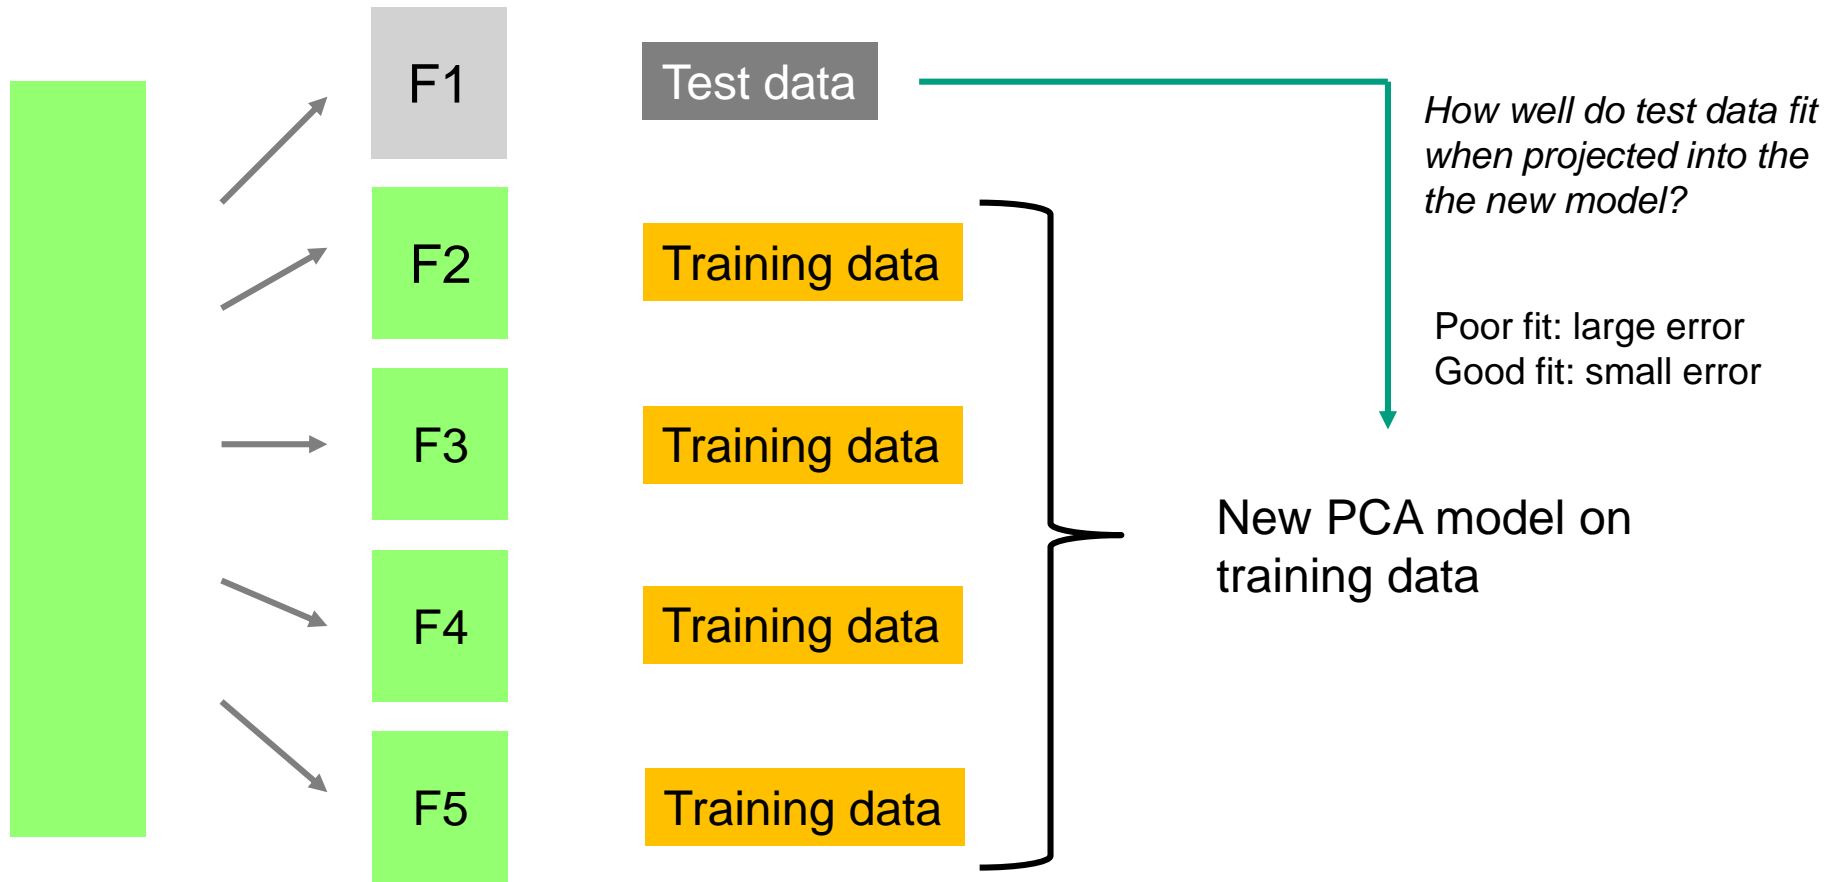 F1
Test data
How well do test data fit
when projected into the
the new model?
F2
Training data
Poor fit: large error
Good fit: small error
F3
Training data
New PCA model on
training data
F4
Training data
F5
Training data